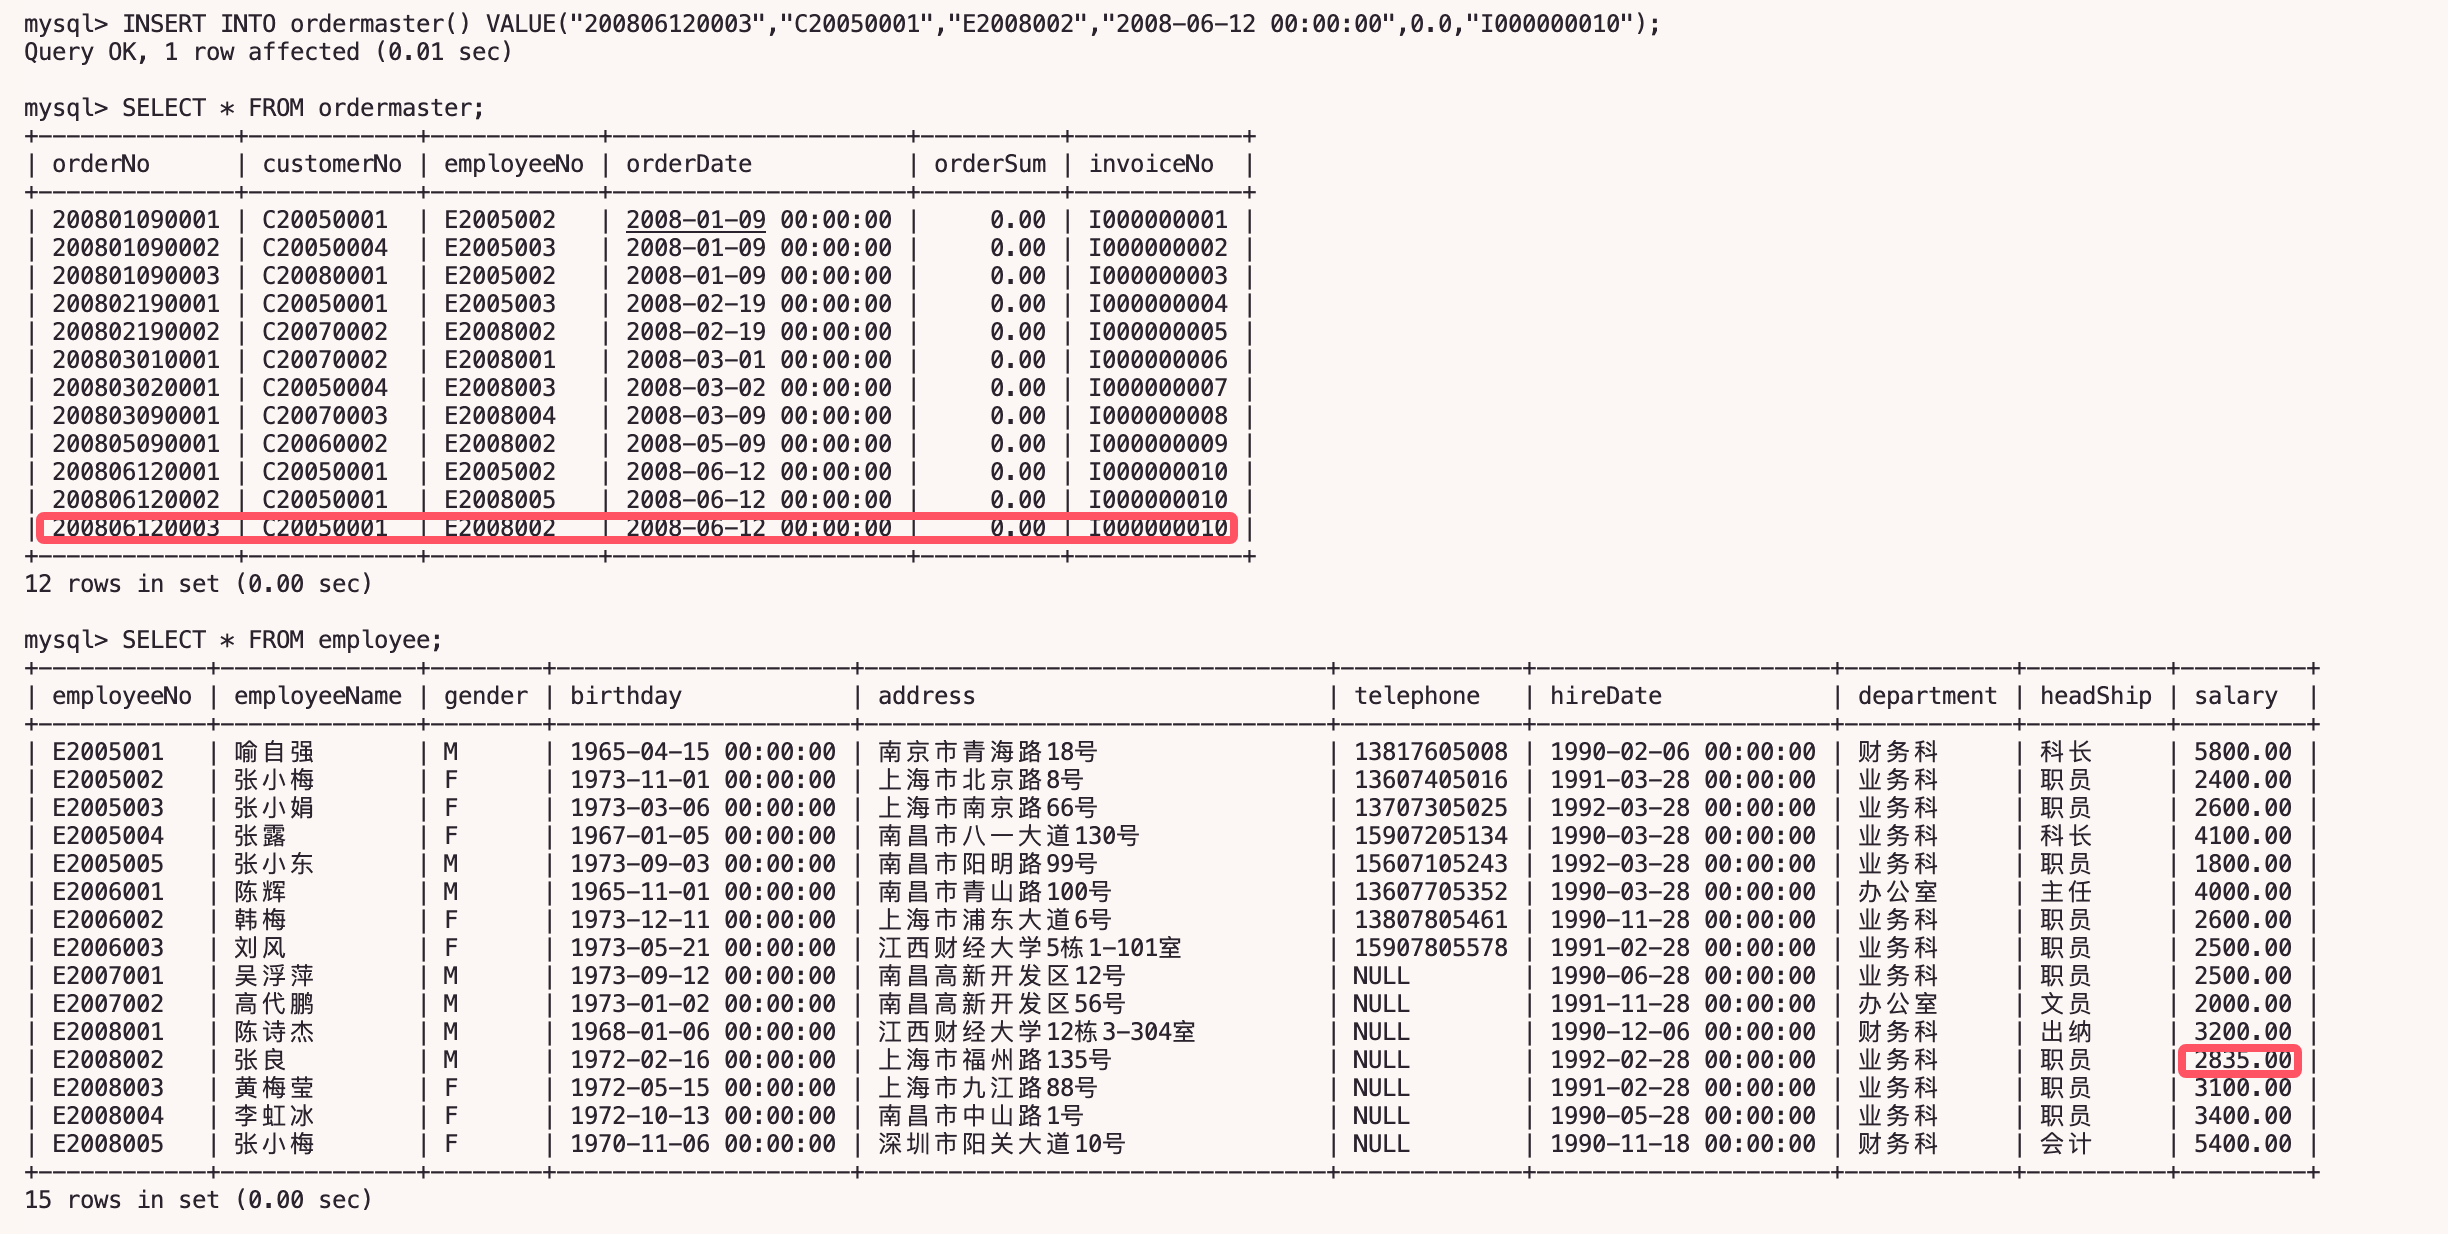 mysql> INSERT INTO ordermaster() VALUE("200806120003","C20050001","E2008002","2008-06-12 00:00:00",0.0,"I000000010");
Query OK, 1 row affected (0.01 sec)
mysql> SELECT * FROM ordermaster;
+--------------+------------+------------+---------------------+----------+------------+
| orderNo | customerNo | employeeNo | orderDate | orderSum | invoiceNo |
+--------------+------------+------------+---------------------+----------+------------+
| 200801090001 | C20050001 | E2005002 | 2008-01-09 00:00:00 | 0.00 | I000000001 |
| 200801090002 | C20050004 | E2005003 | 2008-01-09 00:00:00 | 0.00 | I000000002 |
| 200801090003 | C20080001 | E2005002 | 2008-01-09 00:00:00 | 0.00 | I000000003 |
| 200802190001 | C20050001 | E2005003 | 2008-02-19 00:00:00 | 0.00 | I000000004 |
| 200802190002 | C20070002 | E2008002 | 2008-02-19 00:00:00 | 0.00 | I000000005 |
| 200803010001 | C20070002 | E2008001 | 2008-03-01 00:00:00 | 0.00 | I000000006 |
| 200803020001 | C20050004 | E2008003 | 2008-03-02 00:00:00 | 0.00 | I000000007 |
| 200803090001 | C20070003 | E2008004 | 2008-03-09 00:00:00 | 0.00 | I000000008 |
| 200805090001 | C20060002 | E2008002 | 2008-05-09 00:00:00 | 0.00 | I000000009 |
| 200806120001 | C20050001 | E2005002 | 2008-06-12 00:00:00 | 0.00 | I000000010 |
| 200806120002 | C20050001 | E2008005 | 2008-06-12 00:00:00 | 0.00 | I000000010 |
| 200806120003 | C20050001 | E2008002 | 2008-06-12 00:00:00 | 0.00 | I000000010 |
+--------------+------------+------------+---------------------+----------+------------+
12 rows in set (0.00 sec)
mysql> SELECT * FROM employee;
+------------+--------------+--------+---------------------+---------------------------------+-------------+---------------------+------------+----------+---------+
| employeeNo | employeeName | gender | birthday | address | telephone | hireDate | department | headShip | salary |
+------------+--------------+--------+---------------------+---------------------------------+-------------+---------------------+------------+----------+---------+
| E2005001 | 喻自强 | M | 1965-04-15 00:00:00 | 南京市青海路18号 | 13817605008 | 1990-02-06 00:00:00 | 财务科 | 科长 | 5800.00 |
| E2005002 | 张小梅 | F | 1973-11-01 00:00:00 | 上海市北京路8号 | 13607405016 | 1991-03-28 00:00:00 | 业务科 | 职员 | 2400.00 |
| E2005003 | 张小娟 | F | 1973-03-06 00:00:00 | 上海市南京路66号 | 13707305025 | 1992-03-28 00:00:00 | 业务科 | 职员 | 2600.00 |
| E2005004 | 张露 | F | 1967-01-05 00:00:00 | 南昌市八一大道130号 | 15907205134 | 1990-03-28 00:00:00 | 业务科 | 科长 | 4100.00 |
| E2005005 | 张小东 | M | 1973-09-03 00:00:00 | 南昌市阳明路99号 | 15607105243 | 1992-03-28 00:00:00 | 业务科 | 职员 | 1800.00 |
| E2006001 | 陈辉 | M | 1965-11-01 00:00:00 | 南昌市青山路100号 | 13607705352 | 1990-03-28 00:00:00 | 办公室 | 主任 | 4000.00 |
| E2006002 | 韩梅 | F | 1973-12-11 00:00:00 | 上海市浦东大道6号 | 13807805461 | 1990-11-28 00:00:00 | 业务科 | 职员 | 2600.00 |
| E2006003 | 刘风 | F | 1973-05-21 00:00:00 | 江西财经大学5栋1-101室 | 15907805578 | 1991-02-28 00:00:00 | 业务科 | 职员 | 2500.00 |
| E2007001 | 吴浮萍 | M | 1973-09-12 00:00:00 | 南昌高新开发区12号 | NULL | 1990-06-28 00:00:00 | 业务科 | 职员 | 2500.00 |
| E2007002 | 高代鹏 | M | 1973-01-02 00:00:00 | 南昌高新开发区56号 | NULL | 1991-11-28 00:00:00 | 办公室 | 文员 | 2000.00 |
| E2008001 | 陈诗杰 | M | 1968-01-06 00:00:00 | 江西财经大学12栋3-304室 | NULL | 1990-12-06 00:00:00 | 财务科 | 出纳 | 3200.00 |
| E2008002 | 张良 | M | 1972-02-16 00:00:00 | 上海市福州路135号 | NULL | 1992-02-28 00:00:00 | 业务科 | 职员 | 2835.00 |
| E2008003 | 黄梅莹 | F | 1972-05-15 00:00:00 | 上海市九江路88号 | NULL | 1991-02-28 00:00:00 | 业务科 | 职员 | 3100.00 |
| E2008004 | 李虹冰 | F | 1972-10-13 00:00:00 | 南昌市中山路1号 | NULL | 1990-05-28 00:00:00 | 业务科 | 职员 | 3400.00 |
| E2008005 | 张小梅 | F | 1970-11-06 00:00:00 | 深圳市阳关大道10号 | NULL | 1990-11-18 00:00:00 | 财务科 | 会计 | 5400.00 |
+------------+--------------+--------+---------------------+---------------------------------+-------------+---------------------+------------+----------+---------+
15 rows in set (0.00 sec)